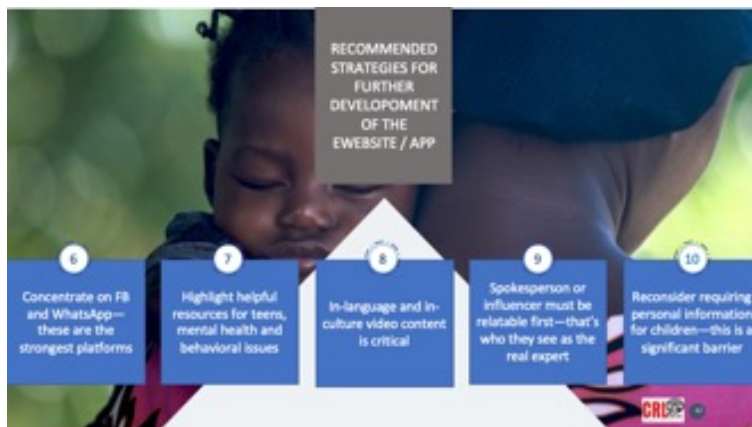 RECOMMENDED
STRATEGIES FOR
FURTHER
DEVELOPOMENT
OF THE
EWEBSITE / APP
6
Concentrate on FB
and WhatsApp—
these are the
strongest platforms
7
Highlight helpful
resources for teens,
mental health and
behavioral issues
8
In-language and in-
culture video content
is critical
9
Spokesperson or
influencer must be
relatable first—that's
who they see as the
real expert
10
Reconsider requiring
personal information
for children—this is a
significant barrier
CRL